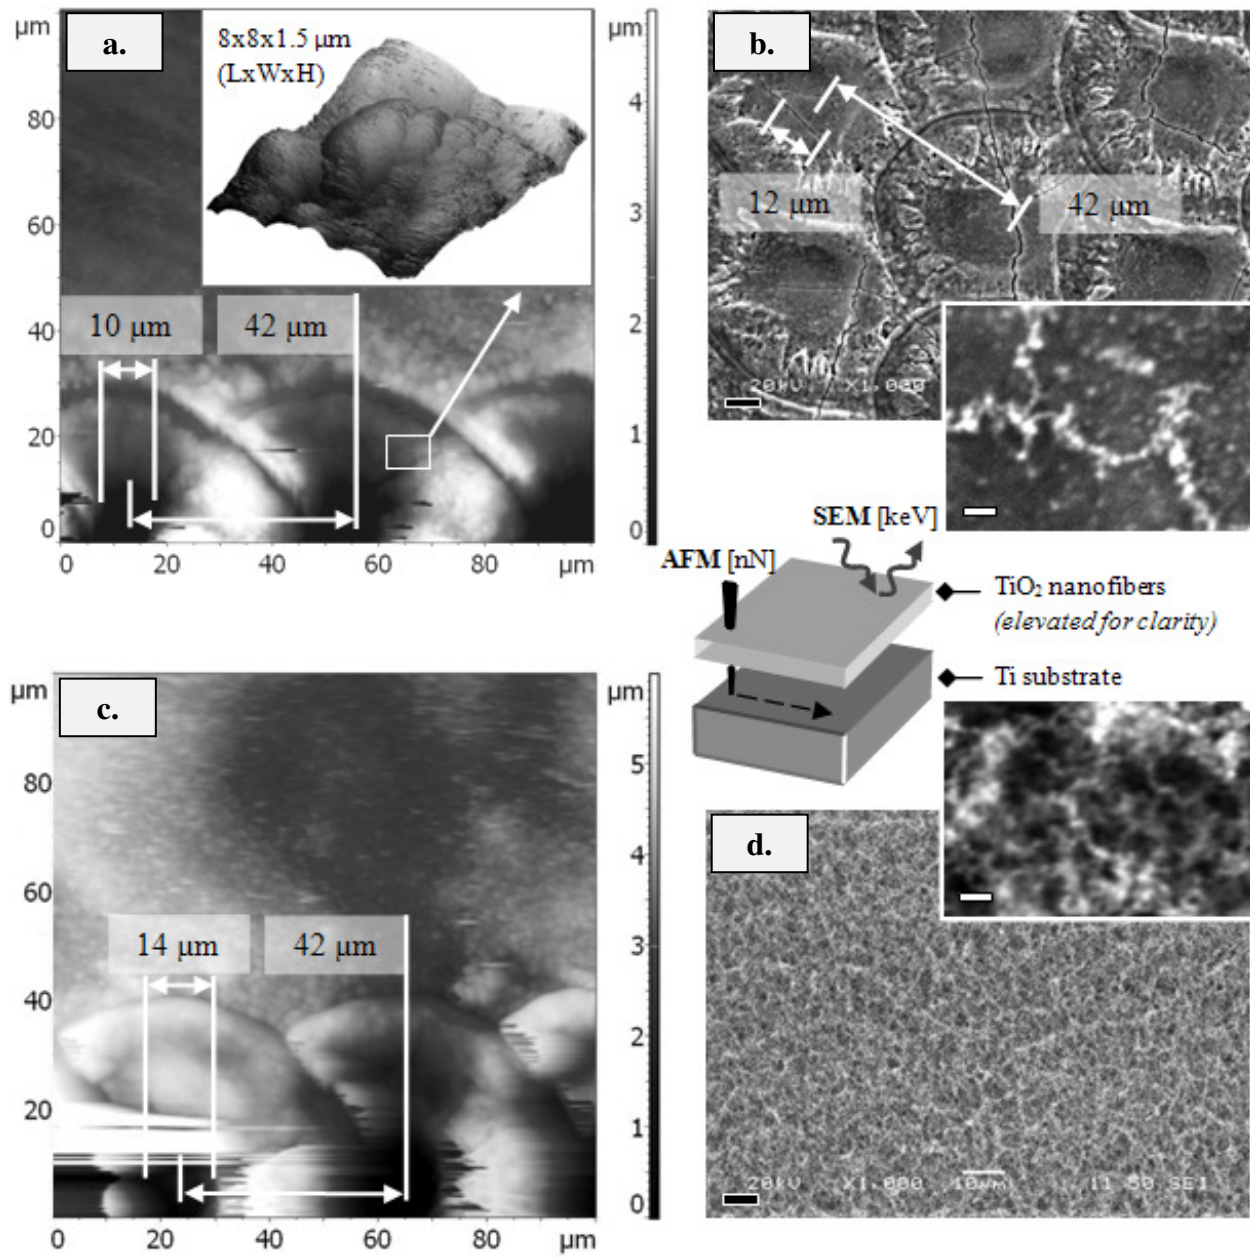 a.
µm
80
60
40
20
0
0
20
40
60
80
µm
8x8x1.5 µm
(LxWxH)
10 µm
42 µm
µm
4
3
2
1
0
b.
12 µm
42 µm
20kV X1,000
SEM [keV]
AFM [nN]
TiO₂ nanofibers
(elevated for clarity)
Ti substrate
c.
µm
80
60
40
20
0
20
40
60
80
µm
14 µm
42 µm
µm
5
4
3
2
1
0
d.
20kV X1,000 10µm 11 50 SEI